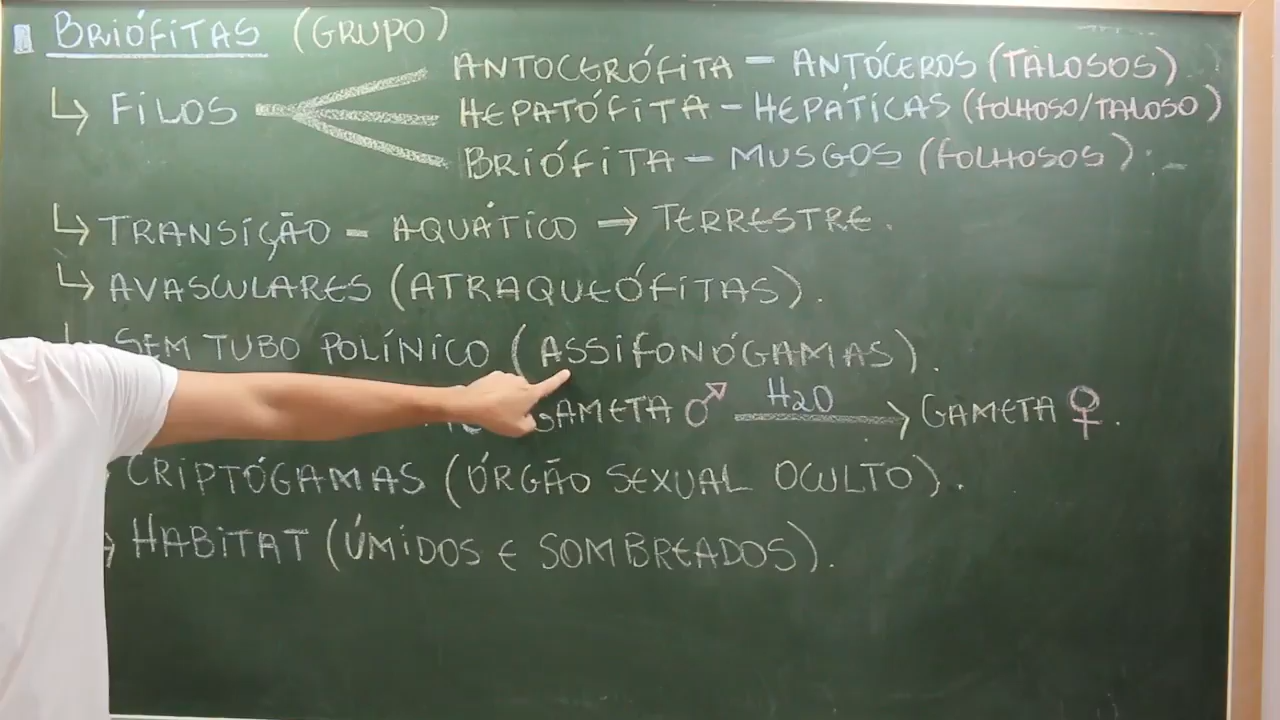 BRIÓFITAS (GRUPO)
ANTOCERÓFITA - ANTÓCEROS (TALOSOS)
↳ FILOS HEPATÓFITA - HEPÁTICAS (FOLHOSO/TALOSO)
BRIÓFITA - MUSGOS (FOLHOSOS).
↳ TRANSIÇÃO - AQUÁTICO → TERRESTRE.
↳ AVASCULARES (ATRAQUEÓFITAS).
↳ SEM TUBO POLÍNICO (ASSIFONÓGAMAS).
GAMETA ♂ H2O → GAMETA ♀.
CRIPTÓGAMAS (ÓRGÃO SEXUAL OCULTO).
HABITAT (ÚMIDOS E SOMBREADOS).